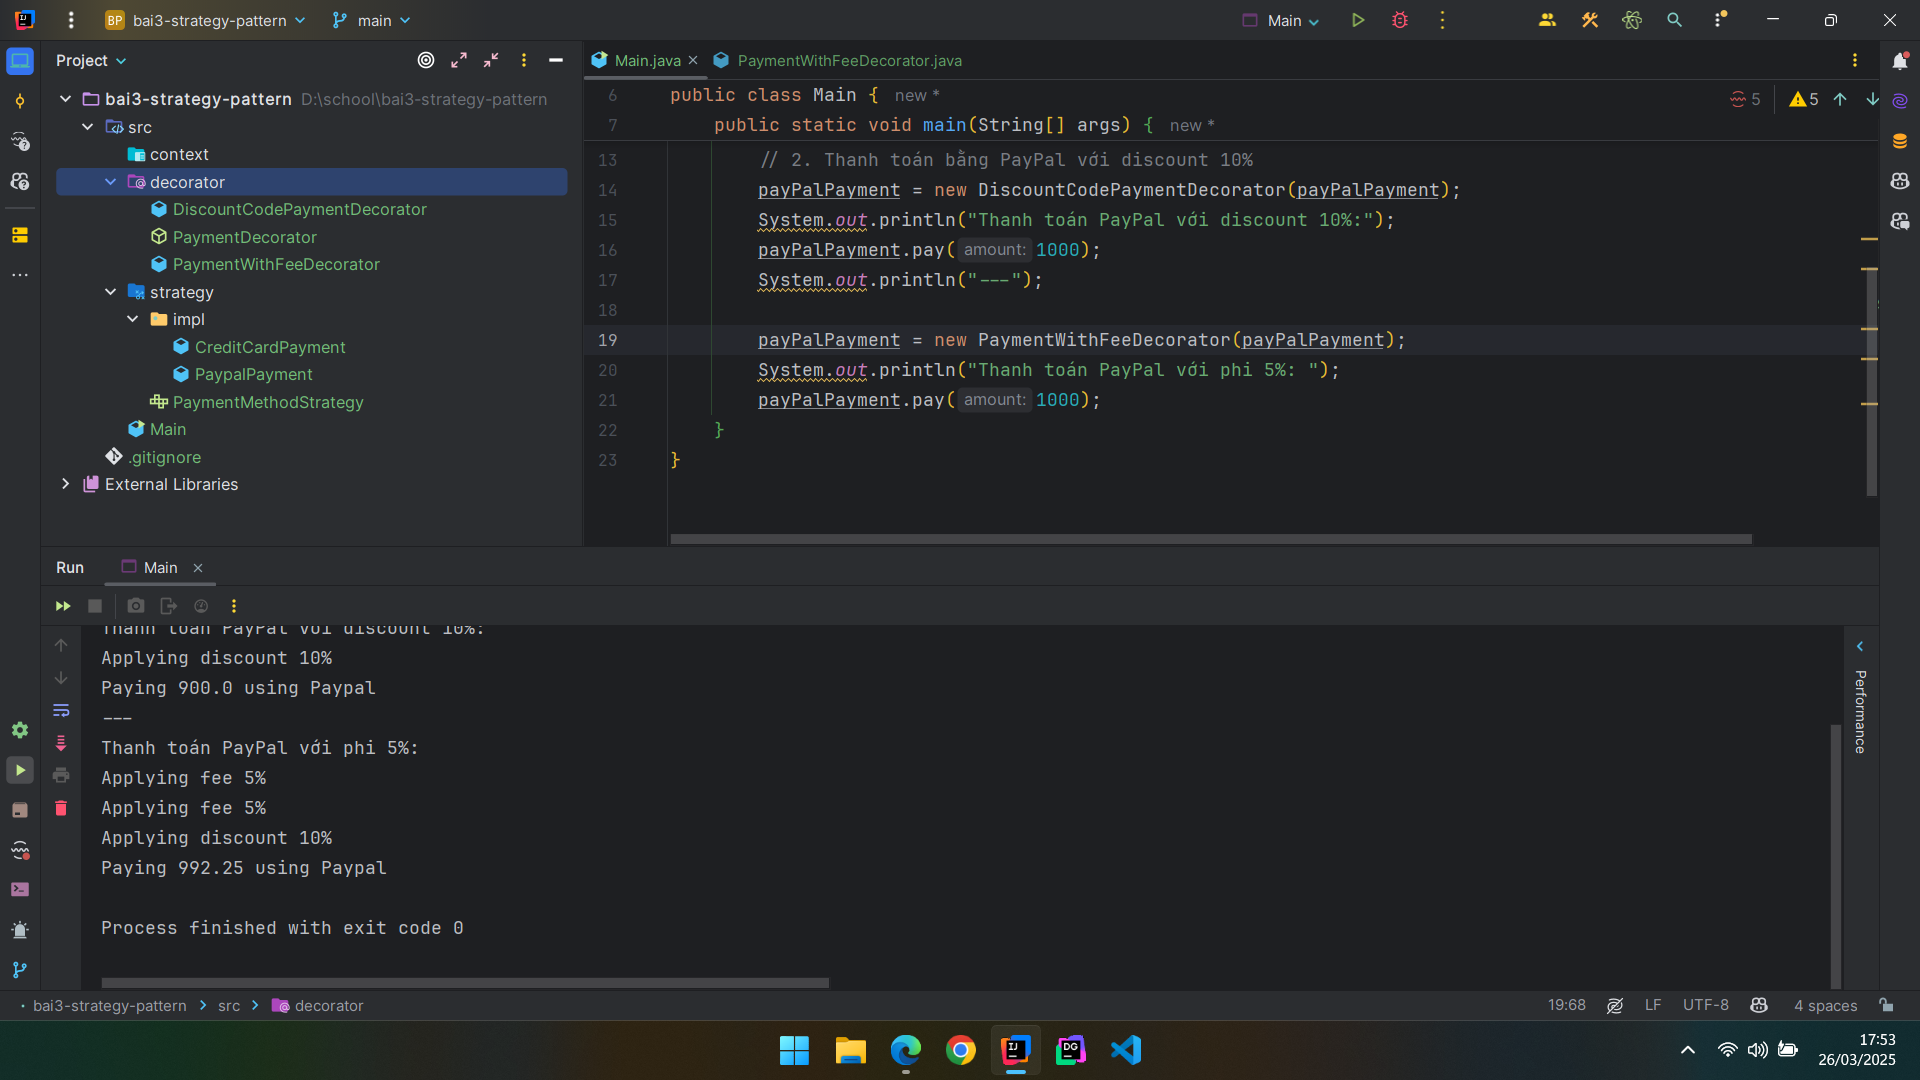 BP bai3-strategy-pattern main Main
Project
bai3-strategy-pattern D:\school\bai3-strategy-pattern
src
context
decorator
DiscountCodePaymentDecorator
PaymentDecorator
PaymentWithFeeDecorator
strategy
impl
CreditCardPayment
PaypalPayment
PaymentMethodStrategy
Main
.gitignore
External Libraries
Main.java PaymentWithFeeDecorator.java
5 5
6 public class Main { new *
7 public static void main(String[] args) { new *
13 // 2. Thanh toán bằng PayPal với discount 10%
14 payPalPayment = new DiscountCodePaymentDecorator(payPalPayment);
15 System.out.println("Thanh toán PayPal với discount 10%:");
16 payPalPayment.pay( amount: 1000);
17 System.out.println("---");
18
19 payPalPayment = new PaymentWithFeeDecorator(payPalPayment);
20 System.out.println("Thanh toán PayPal với phi 5%: ");
21 payPalPayment.pay( amount: 1000);
22 }
23 }
Run Main
Thanh toán PayPal với discount 10%:
Applying discount 10%
Paying 900.0 using Paypal
---
Thanh toán PayPal với phi 5%:
Applying fee 5%
Applying fee 5%
Applying discount 10%
Paying 992.25 using Paypal
Process finished with exit code 0
Performance
bai3-strategy-pattern src decorator
19:68 LF UTF-8 4 spaces
IJ DG
17:53
26/03/2025